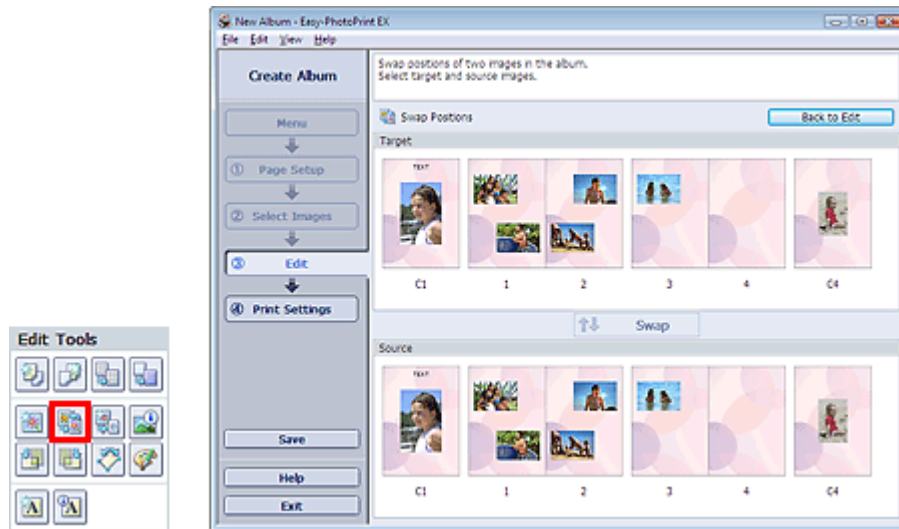 New Album - Easy-PhotoPrint EX
File Edit View Help
Create Album
Swap positions of two images in the album.
Select target and source images.
Menu
① Page Setup
② Select Images
③ Edit
④ Print Settings
Save
Help
Exit
Swap Positions
Back to Edit
Target
TEXT
C1 1 2 3 4 C4
Swap
Source
TEXT
C1 1 2 3 4 C4
Edit Tools
A A